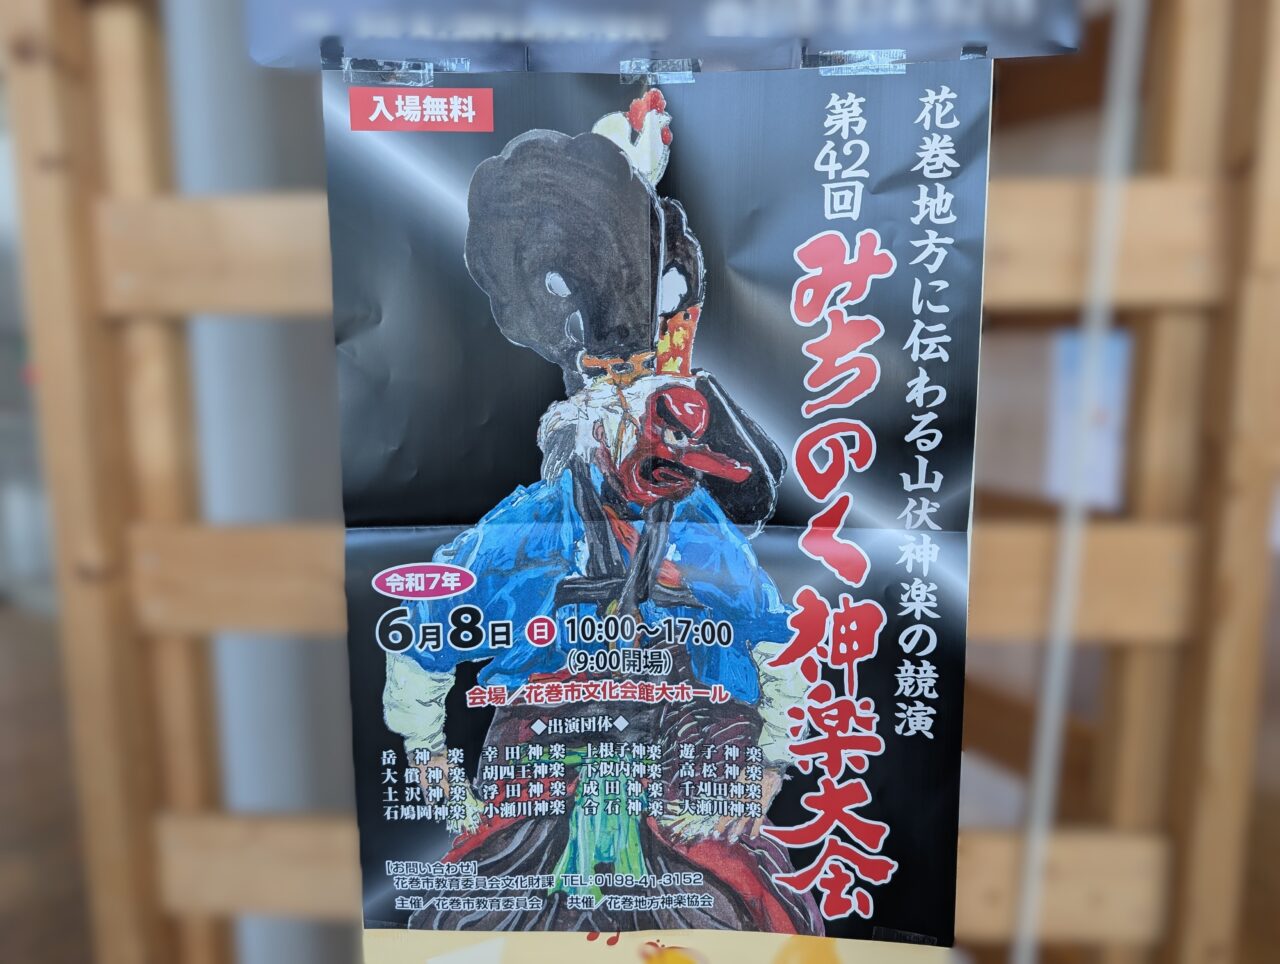 入場無料
花巻地方に伝わる山伏神楽の競演
第42回
みちのく神楽大会
令和7年
6月8日 日 10:00～17:00
(9:00開場)
会場／花巻市文化会館大ホール
◆出演団体◆
岳神楽 幸田神楽 上根子神楽 遊子神楽
大償神楽 胡四王神楽 下似内神楽 高松神楽
土沢神楽 浮田神楽 成田神楽 千刈田神楽
石鳩岡神楽 小瀬川神楽 合石神楽 大瀬川神楽
【お問い合わせ】
花巻市教育委員会文化財課 TEL:0198-41-3152
主催／花巻市教育委員会 共催／花巻地方神楽協会